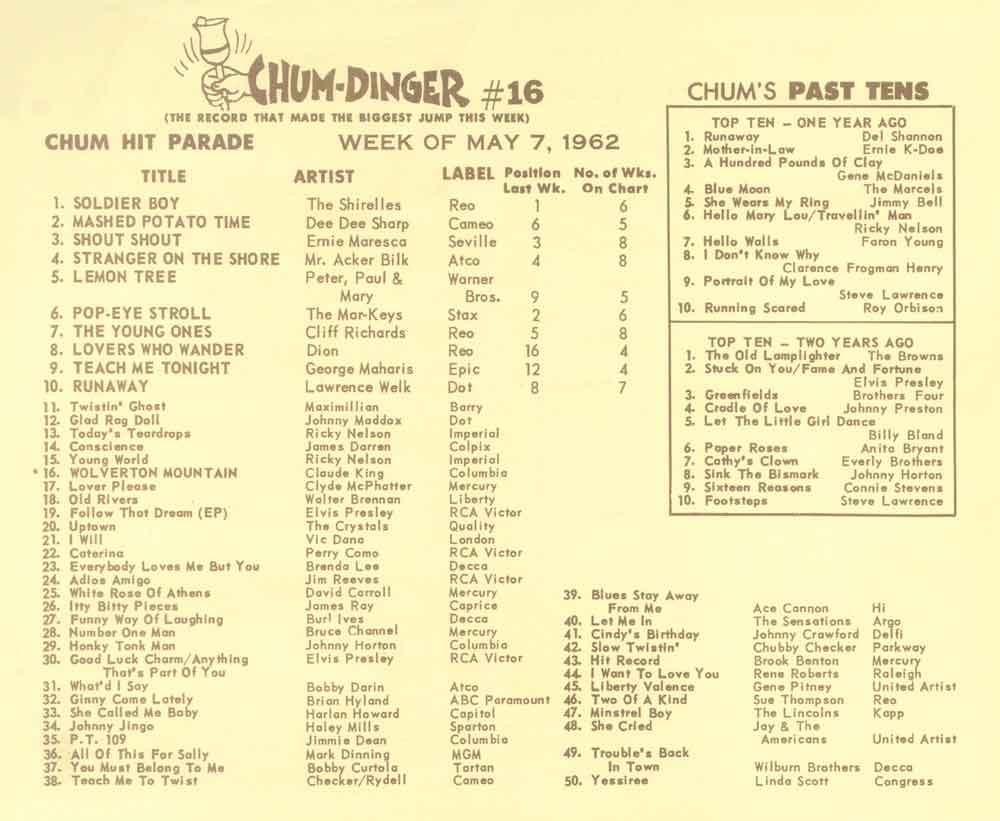 CHUM-DINGER #16
(THE RECORD THAT MADE THE BIGGEST JUMP THIS WEEK)
CHUM HIT PARADE WEEK OF MAY 7, 1962
TITLE ARTIST LABEL Position Last Wk. No. of Wks. On Chart
1. SOLDIER BOY The Shirelles Reo 1 6
2. MASHED POTATO TIME Dee Dee Sharp Cameo 6 5
3. SHOUT SHOUT Ernie Maresca Seville 3 8
4. STRANGER ON THE SHORE Mr. Acker Bilk Atco 4 8
5. LEMON TREE Peter, Paul & Warner
Mary Bros. 9 5
6. POP-EYE STROLL The Mar-Keys Stax 2 6
7. THE YOUNG ONES Cliff Richards Reo 5 8
8. LOVERS WHO WANDER Dion Reo 16 4
9. TEACH ME TONIGHT George Maharis Epic 12 4
10. RUNAWAY Lawrence Welk Dot 8 7
11. Twistin' Ghost Maximillian Barry
12. Glad Rag Doll Johnny Maddox Dot
13. Today's Teardrops Ricky Nelson Imperial
14. Conscience James Darren Colpix
15. Young World Ricky Nelson Imperial
*16. WOLVERTON MOUNTAIN Claude King Columbia
17. Lover Please Clyde McPhatter Mercury
18. Old Rivers Walter Brennan Liberty
19. Follow That Dream (EP) Elvis Presley RCA Victor
20. Uptown The Crystals Quality
21. I Will Vic Dana London
22. Caterina Perry Como RCA Victor
23. Everybody Loves Me But You Brenda Lee Decca
24. Adios Amigo Jim Reeves RCA Victor
25. White Rose Of Athens David Carroll Mercury
26. Itty Bitty Pieces James Ray Caprice
27. Funny Way Of Laughing Burl Ives Decca
28. Number One Man Bruce Channel Mercury
29. Honky Tonk Man Johnny Horton Columbia
30. Good Luck Charm/Anything Elvis Presley RCA Victor
That's Part Of You
31. What'd I Say Bobby Darin Atco
32. Ginny Come Lately Brian Hyland ABC Paramount
33. She Called Me Baby Harlan Howard Capitol
34. Johnny Jingo Haley Mills Sparton
35. P.T. 109 Jimmie Dean Columbia
36. All Of This For Sally Mark Dinning MGM
37. You Must Belong To Me Bobby Curtola Tartan
38. Teach Me To Twist Checker/Rydell Cameo
39. Blues Stay Away
From Me Ace Cannon Hi
40. Let Me In The Sensations Argo
41. Cindy's Birthday Johnny Crawford Delfi
42. Slow Twistin' Chubby Checker Parkway
43. Hit Record Brook Benton Mercury
44. I Want To Love You Rene Roberts Raleigh
45. Liberty Valence Gene Pitney United Artist
46. Two Of A Kind Sue Thompson Reo
47. Minstrel Boy The Lincolns Kapp
48. She Cried Jay & The
Americans United Artist
49. Trouble's Back
In Town Wilburn Brothers Decca
50. Yessiree Linda Scott Congress
CHUM'S PAST TENS
TOP TEN – ONE YEAR AGO
1. Runaway Del Shannon
2. Mother-in-Law Ernie K-Doe
3. A Hundred Pounds Of Clay
Gene McDaniels
4. Blue Moon The Marcels
5. She Wears My Ring Jimmy Bell
6. Hello Mary Lou/Travellin' Man
Ricky Nelson
7. Hello Walls Faron Young
8. I Don't Know Why
Clarence Frogman Henry
9. Portrait Of My Love
Steve Lawrence
10. Running Scared Roy Orbison
TOP TEN – TWO YEARS AGO
1. The Old Lamplighter The Browns
2. Stuck On You/Fame And Fortune
Elvis Presley
3. Greenfields Brothers Four
4. Cradle Of Love Johnny Preston
5. Let The Little Girl Dance
Billy Bland
6. Paper Roses Anita Bryant
7. Cathy's Clown Everly Brothers
8. Sink The Bismark Johnny Horton
9. Sixteen Reasons Connie Stevens
10. Footsteps Steve Lawrence